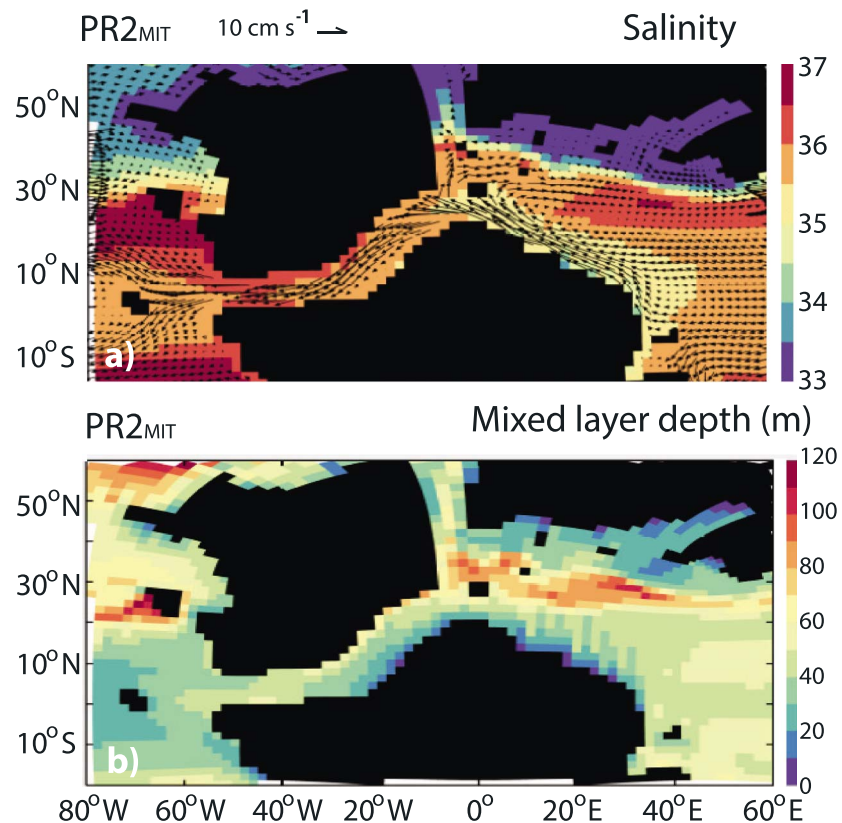 PR2MIT 10 cm s-1 Salinity
50°N
30°N
10°N
10°S
a)
37
36
35
34
33
PR2MIT Mixed layer depth (m)
50°N
30°N
10°N
10°S
b)
120
100
80
60
40
20
0
80°W 60°W 40°W 20°W 0° 20°E 40°E 60°E